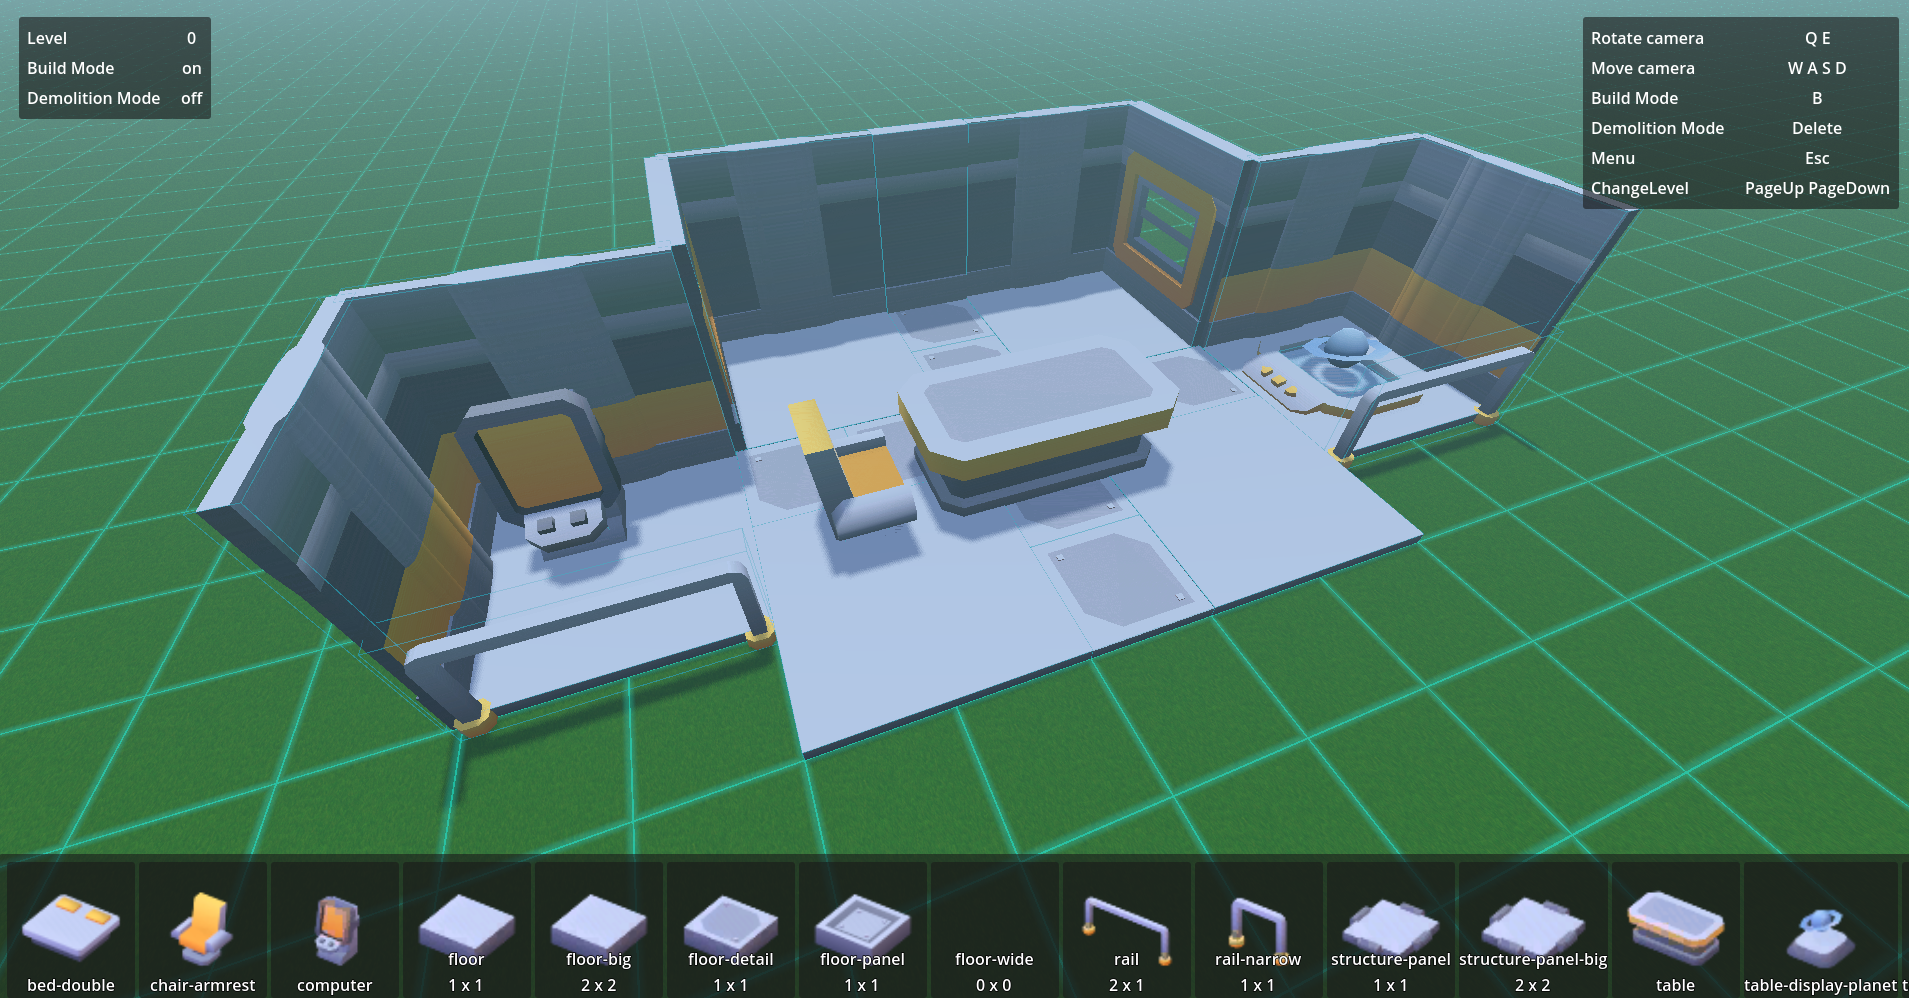 Level 0
Build Mode on
Demolition Mode off
Rotate camera Q E
Move camera W A S D
Build Mode B
Demolition Mode Delete
Menu Esc
ChangeLevel PageUp PageDown
bed-double
chair-armrest
computer
floor
1 x 1
floor-big
2 x 2
floor-detail
1 x 1
floor-panel
1 x 1
floor-wide
0 x 0
rail
2 x 1
rail-narrow
1 x 1
structure-panel
1 x 1
structure-panel-big
2 x 2
table
table-display-planet